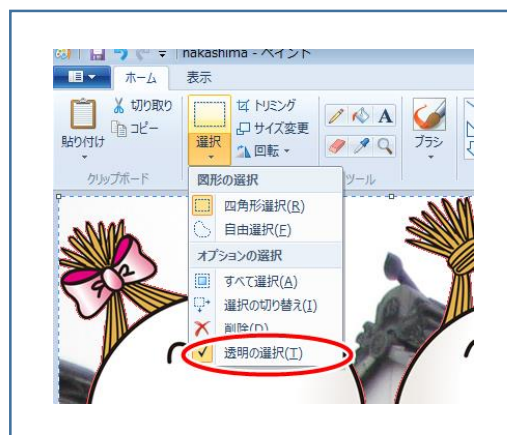 nakashima - ペイント
ホーム 表示
切り取り
コピー
貼り付け
クリップボード
選択
トリミング
サイズ変更
回転
A
ブラシ
ツール
図形の選択
四角形選択(R)
自由選択(F)
オプションの選択
すべて選択(A)
選択の切り替え(I)
削除(D)
透明の選択(T)